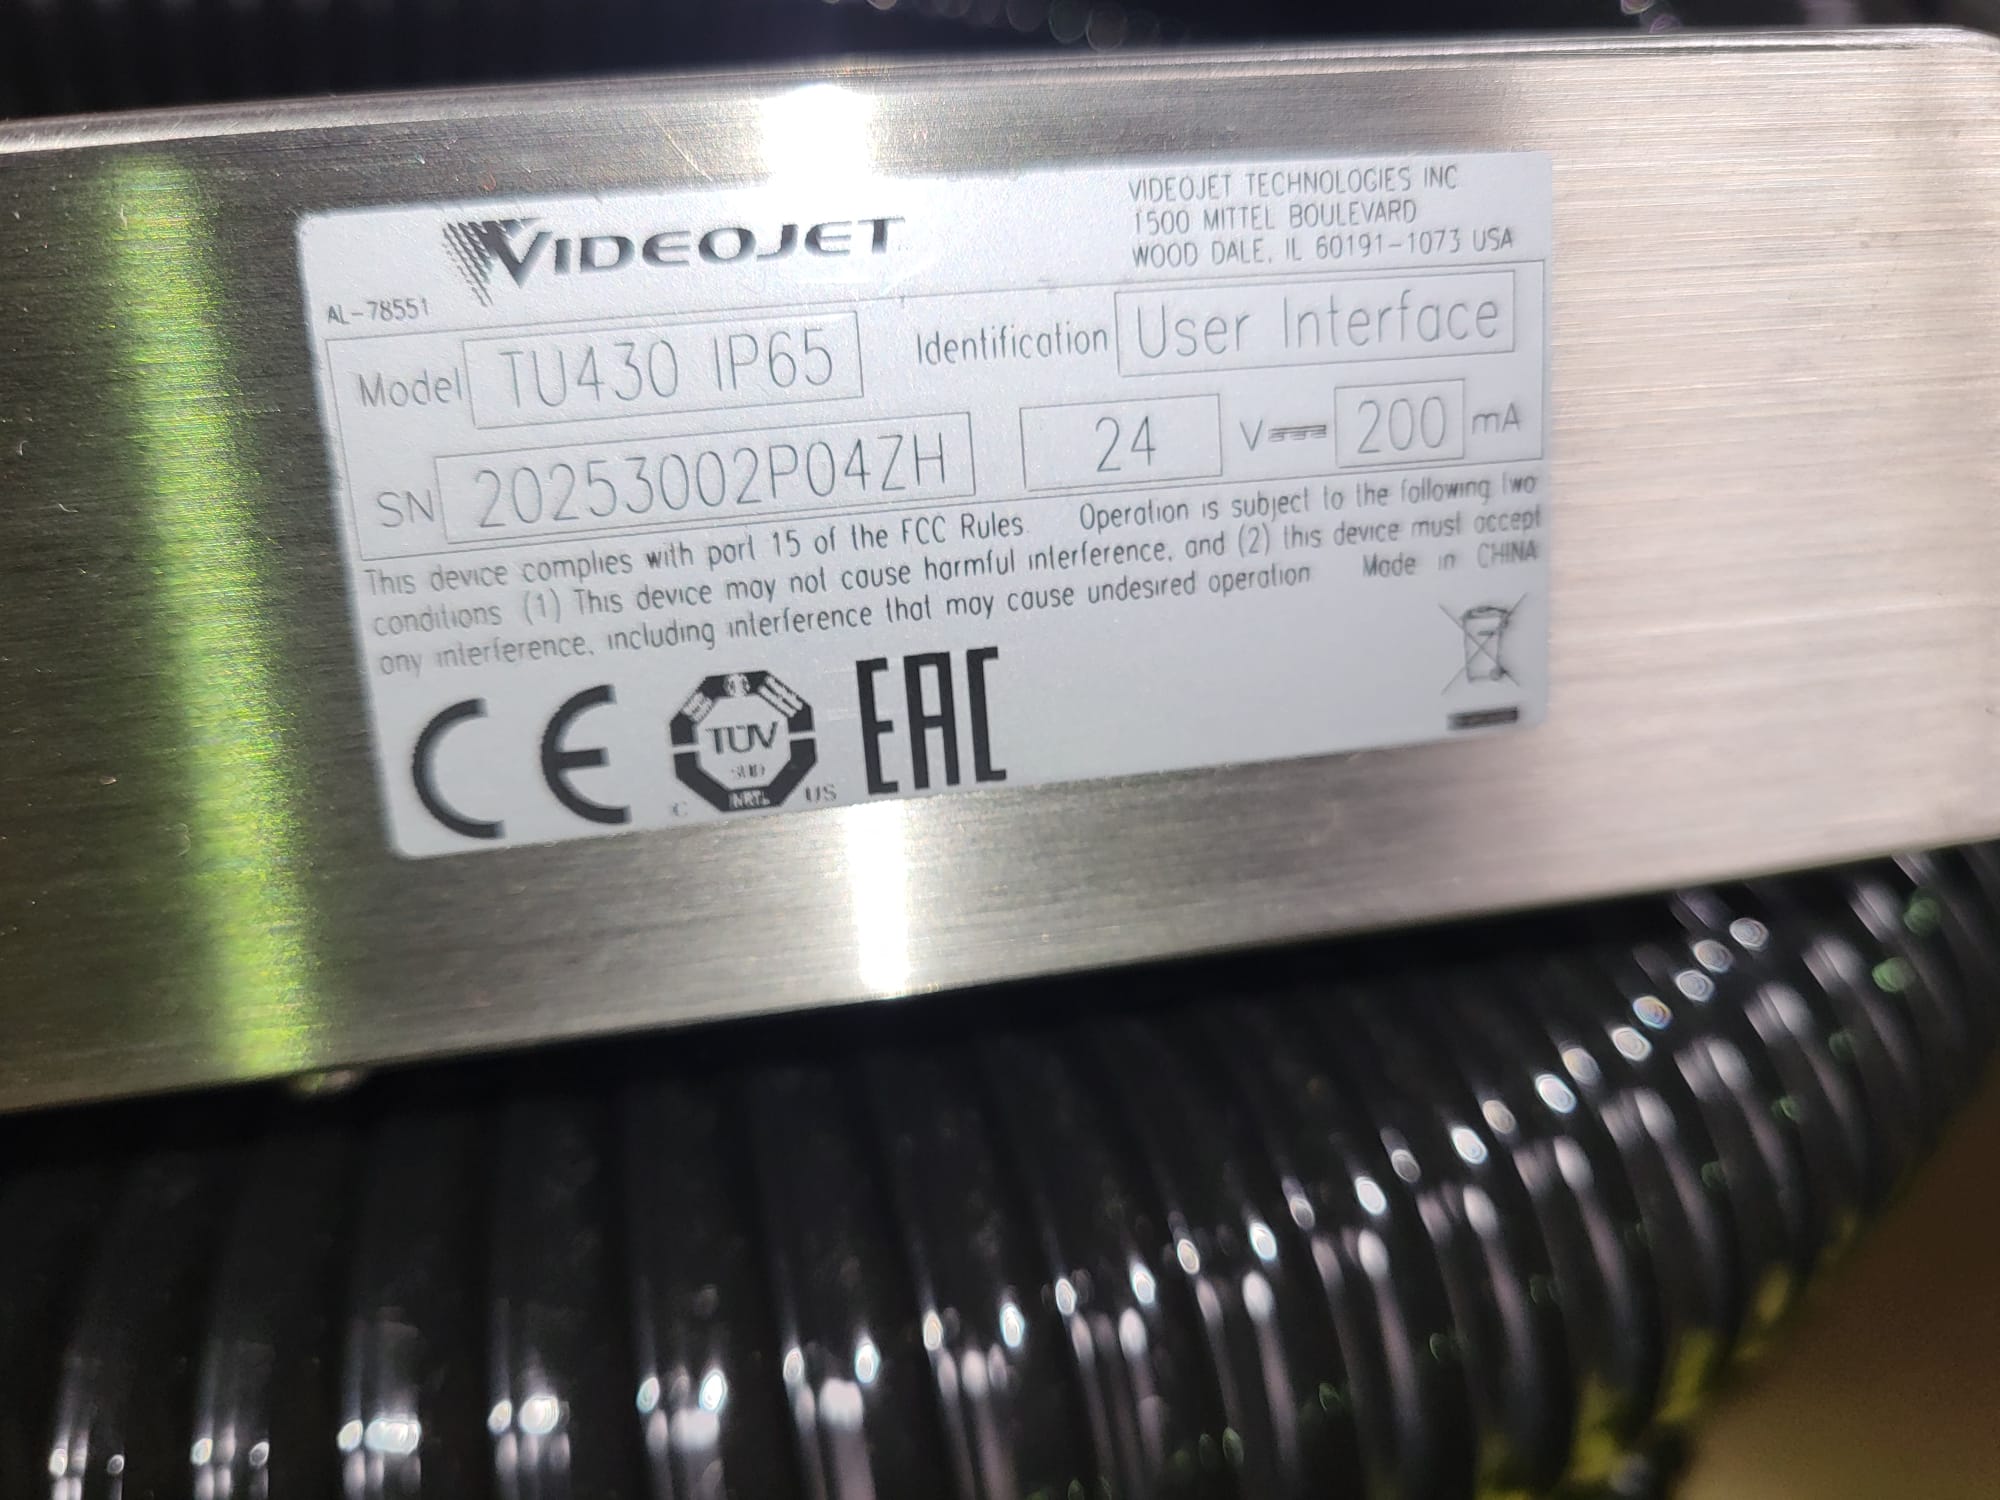 VIDEOJET
VIDEOJET TECHNOLOGIES INC
1500 MITTEL BOULEVARD
WOOD DALE, IL 60191-1073 USA
AL-78551
Model TU430 IP65 Identification User Interface
SN 20253002P04ZH 24 V 200 mA
This device complies with part 15 of the FCC Rules. Operation is subject to the following two
conditions (1) This device may not cause harmful interference, and (2) this device must accept
any interference, including interference that may cause undesired operation Made in CHINA
CE
TÜV
SÜD
NRTL
C US
EAC